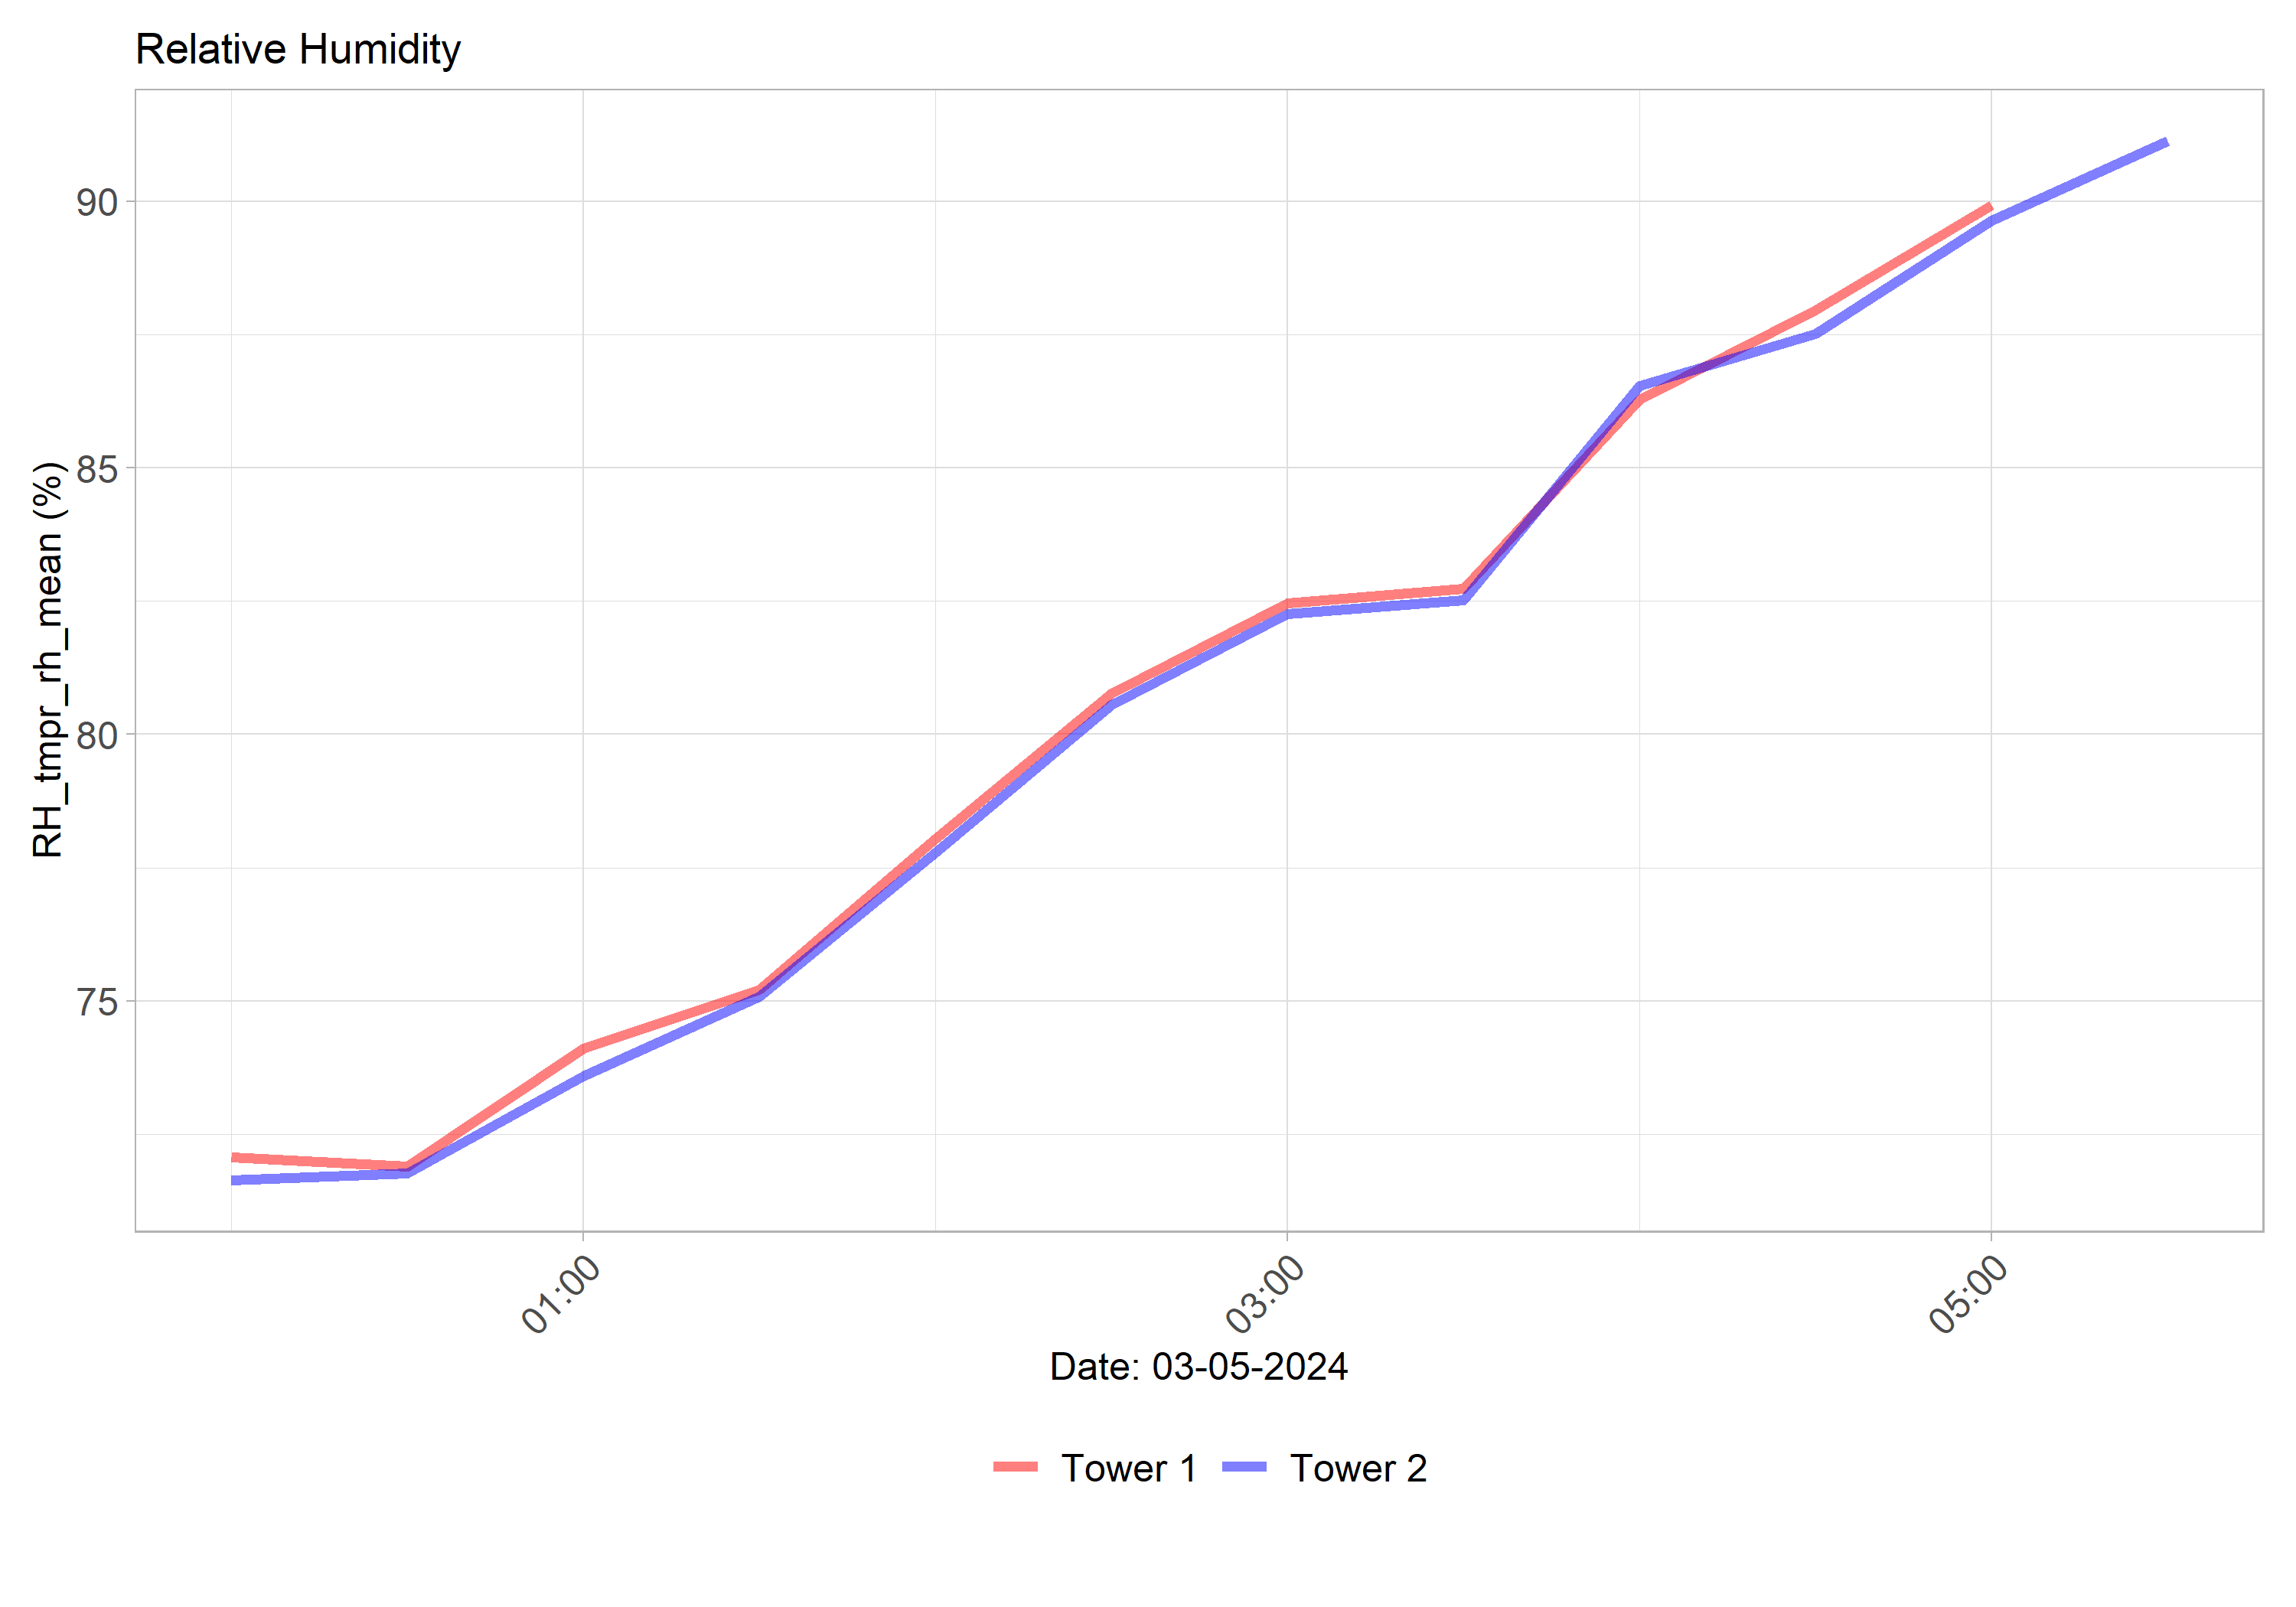 Relative Humidity
RH_tmpr_rh_mean (%)
90
85
80
75
01:00
03:00
05:00
Date: 03-05-2024
Tower 1
Tower 2